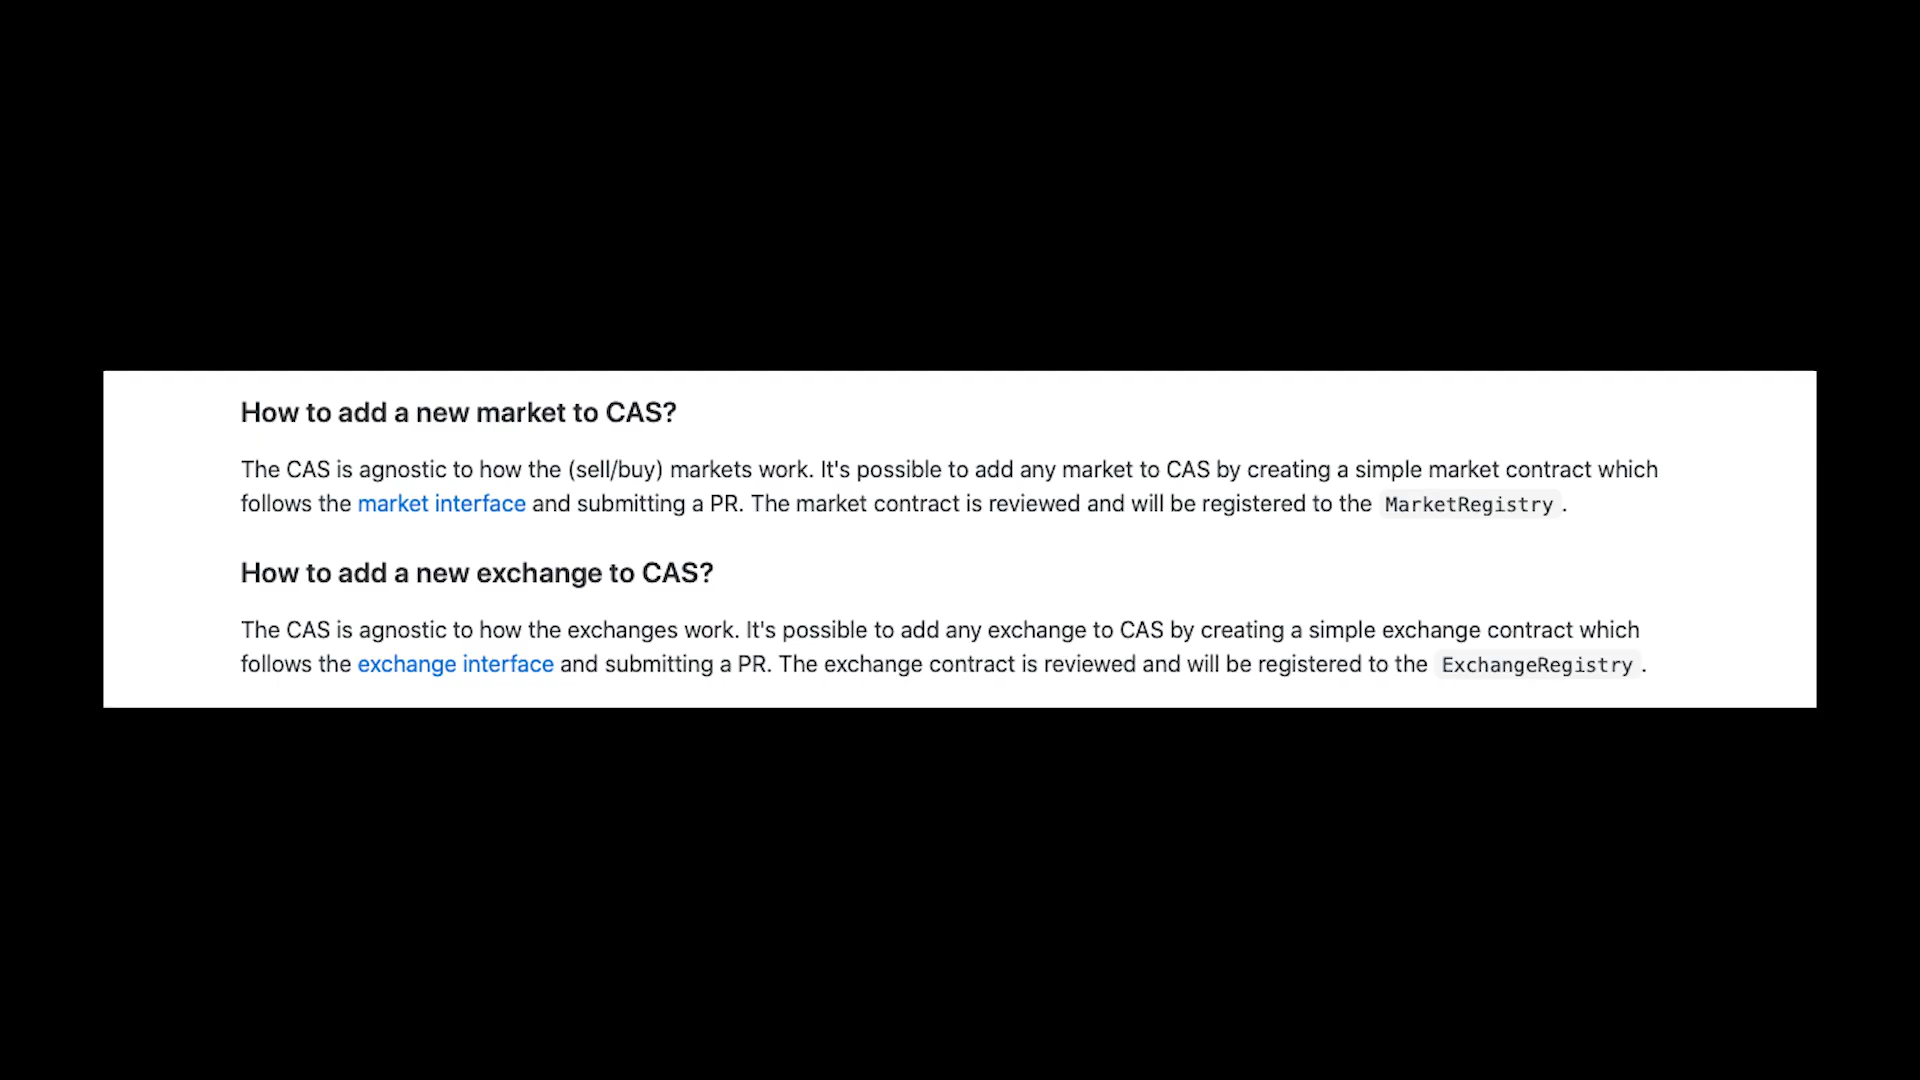 How to add a new market to CAS?
The CAS is agnostic to how the (sell/buy) markets work. It's possible to add any market to CAS by creating a simple market contract which
follows the market interface and submitting a PR. The market contract is reviewed and will be registered to the MarketRegistry.
How to add a new exchange to CAS?
The CAS is agnostic to how the exchanges work. It's possible to add any exchange to CAS by creating a simple exchange contract which
follows the exchange interface and submitting a PR. The exchange contract is reviewed and will be registered to the ExchangeRegistry.